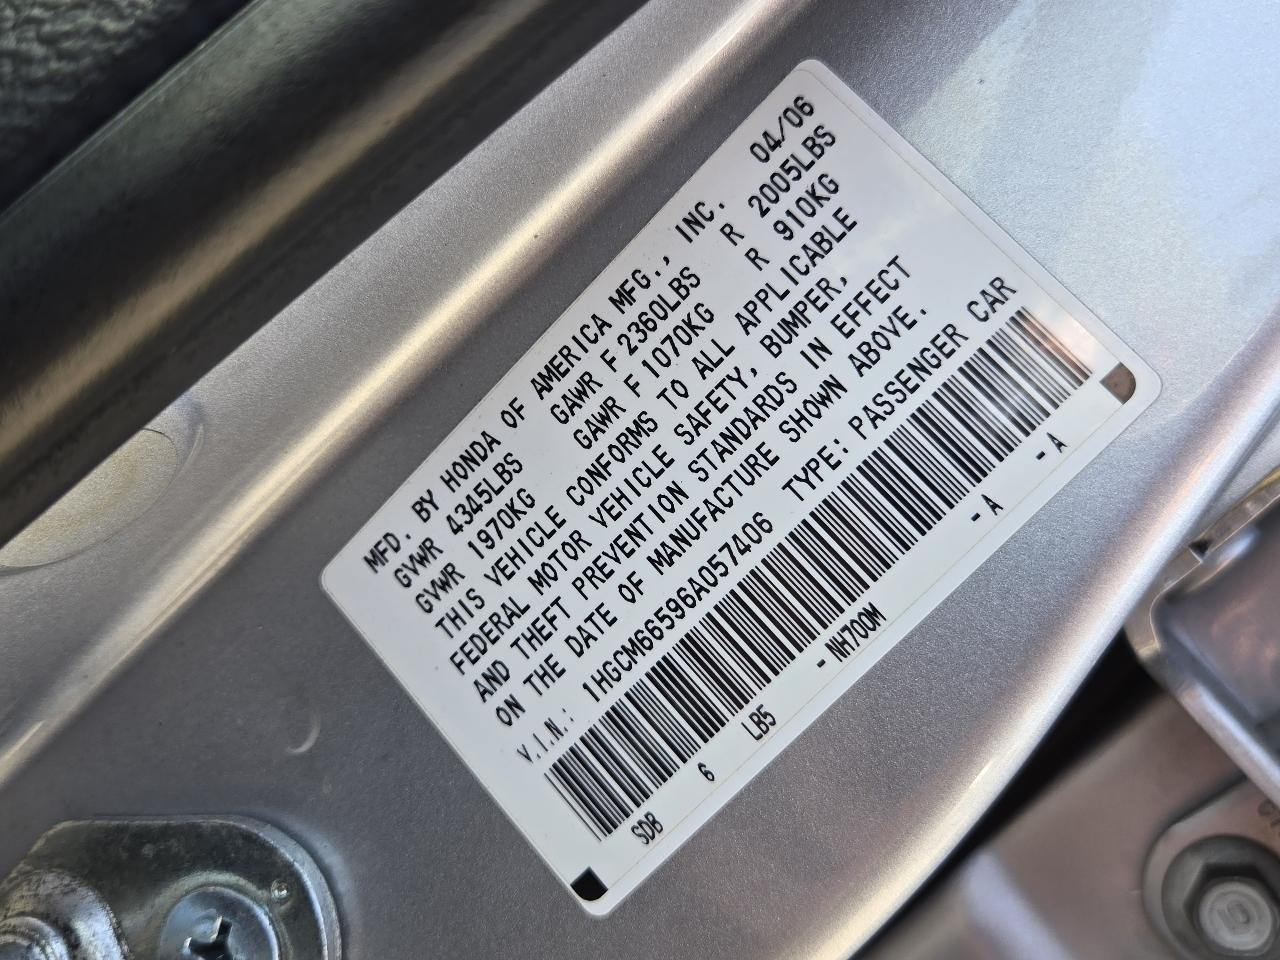 MFD. BY HONDA OF AMERICA MFG., INC. 04/06
GVWR 4345LBS GAWR F 2360LBS R 2005LBS
GVWR 1970KG GAWR F 1070KG R 910KG
THIS VEHICLE CONFORMS TO ALL APPLICABLE
FEDERAL MOTOR VEHICLE SAFETY, BUMPER,
AND THEFT PREVENTION STANDARDS IN EFFECT
ON THE DATE OF MANUFACTURE SHOWN ABOVE.
V.I.N.: 1HGCM66596A057406 TYPE: PASSENGER CAR
SDB 6 LB5 -NH700M -A -A
10